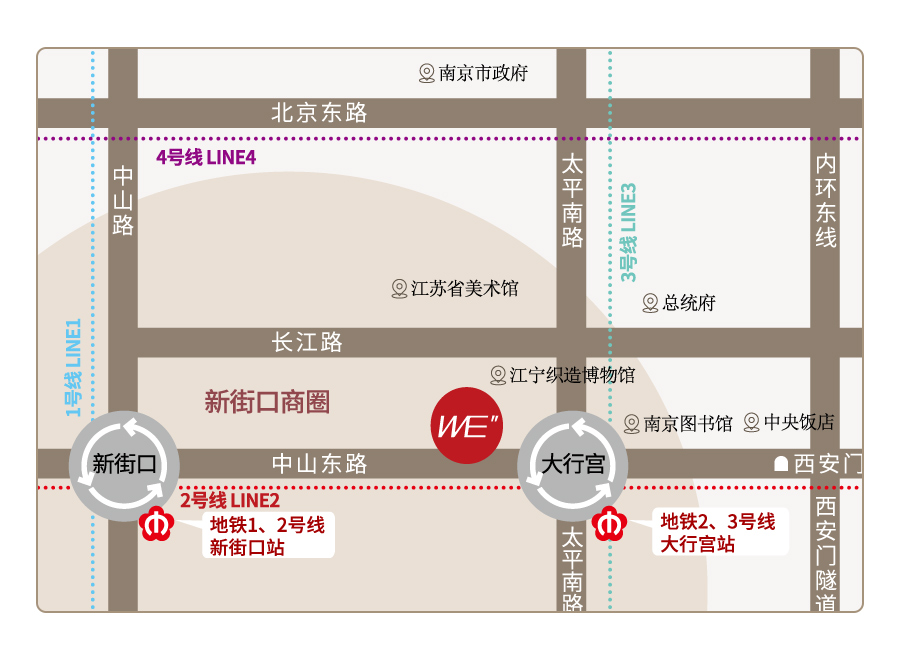 南京市政府
北京东路
4号线 LINE4
中山路
太平南路
内环东线
3号线 LINE3
江苏省美术馆
总统府
1号线 LINE1
长江路
江宁织造博物馆
新街口商圈
WE"
南京图书馆
中央饭店
新街口
中山东路
大行宫
西安门
2号线 LINE2
地铁1、2号线
新街口站
地铁2、3号线
大行宫站
太平南路
西安门隧道